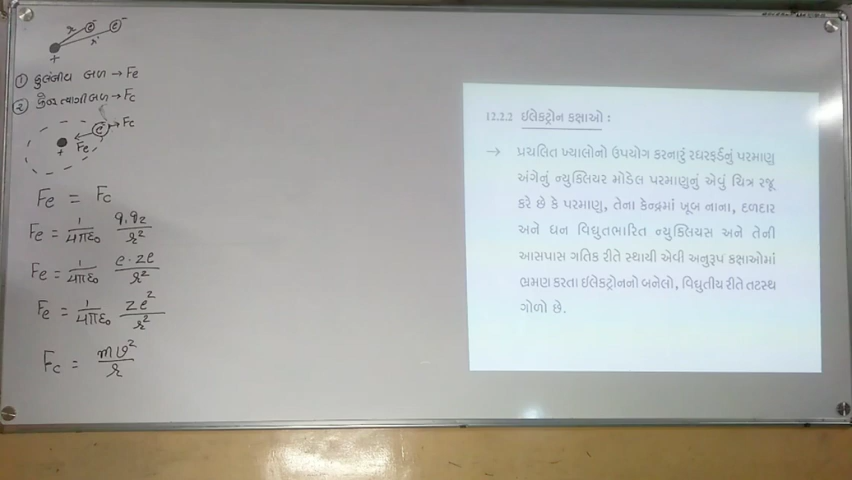 r e⁻ e⁻
r'
+
① કુલંબીય બળ → Fe
② કેન્દ્રત્યાગી બળ → Fc
e⁻ → Fc
Fe
+
Fe = Fc
Fe = 1/4πε₀ q₁q₂/r²
Fe = 1/4πε₀ e·ze/r²
Fe = 1/4πε₀ ze²/r²
Fc = mv²/r
12.2.2 ઈલેક્ટ્રોન કક્ષાઓ :
→ પ્રચલિત ખ્યાલોનો ઉપયોગ કરનારું રધરફર્ડનું પરમાણુ
અંગેનું ન્યુક્લિયર મોડેલ પરમાણુનું એવું ચિત્ર રજૂ
કરે છે કે પરમાણુ, તેના કેન્દ્રમાં ખૂબ નાના, દળદાર
અને ધન વિદ્યુતભારિત ન્યુક્લિયસ અને તેની
આસપાસ ગતિક રીતે સ્થાયી એવી અનુરૂપ કક્ષાઓમાં
ભ્રમણ કરતા ઈલેક્ટ્રોનનો બનેલો, વિદ્યુતીય રીતે તટસ્થ
ગોળો છે.